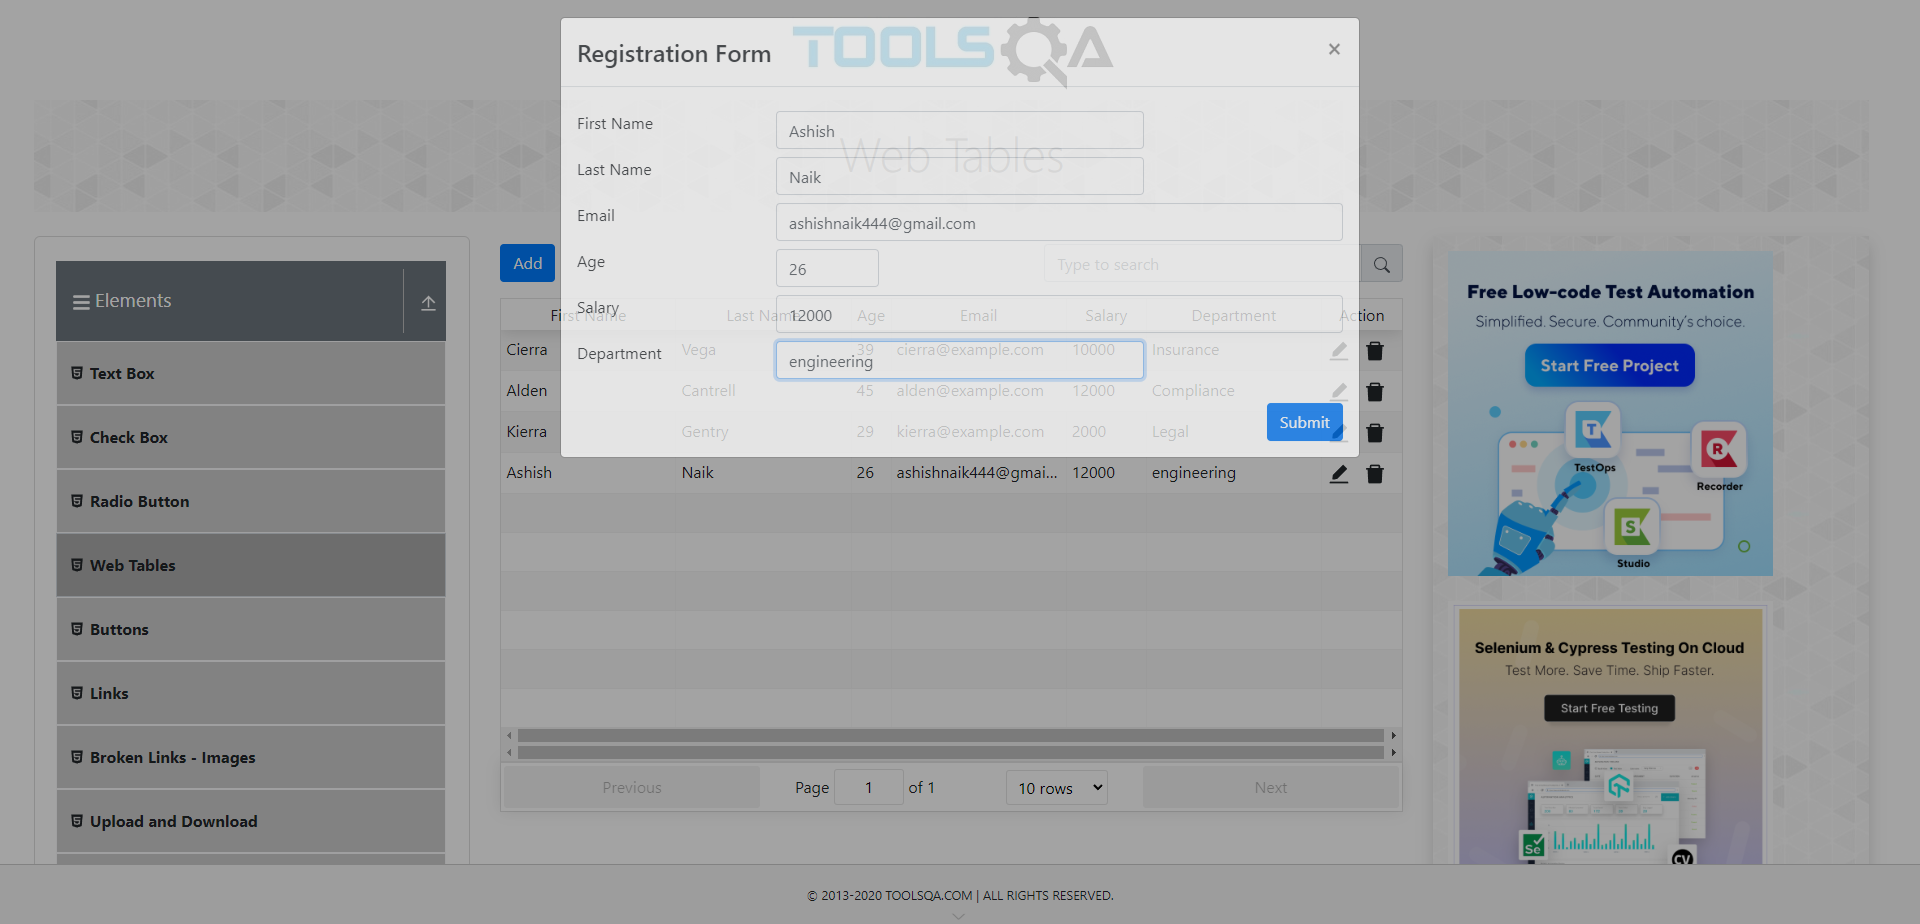 TOOLSQA
Registration Form
×
Web Tables
First Name
Ashish
Last Name
Naik
Email
ashishnaik444@gmail.com
Age
26
Salary
12000
Department
engineering
Submit
Elements
Text Box
Check Box
Radio Button
Web Tables
Buttons
Links
Broken Links - Images
Upload and Download
Add
Type to search
First Name Last Name Age Email Salary Department Action
Cierra Vega 39 cierra@example.com 10000 Insurance
Alden Cantrell 45 alden@example.com 12000 Compliance
Kierra Gentry 29 kierra@example.com 2000 Legal
Ashish Naik 26 ashishnaik444@gmai... 12000 engineering
Previous Page 1 of 1 10 rows Next
Free Low-code Test Automation
Simplified. Secure. Community's choice.
Start Free Project
T
TestOps
R
Recorder
S
Studio
Selenium & Cypress Testing On Cloud
Test More. Save Time. Ship Faster.
Start Free Testing
Se
CV
© 2013-2020 TOOLSQA.COM | ALL RIGHTS RESERVED.